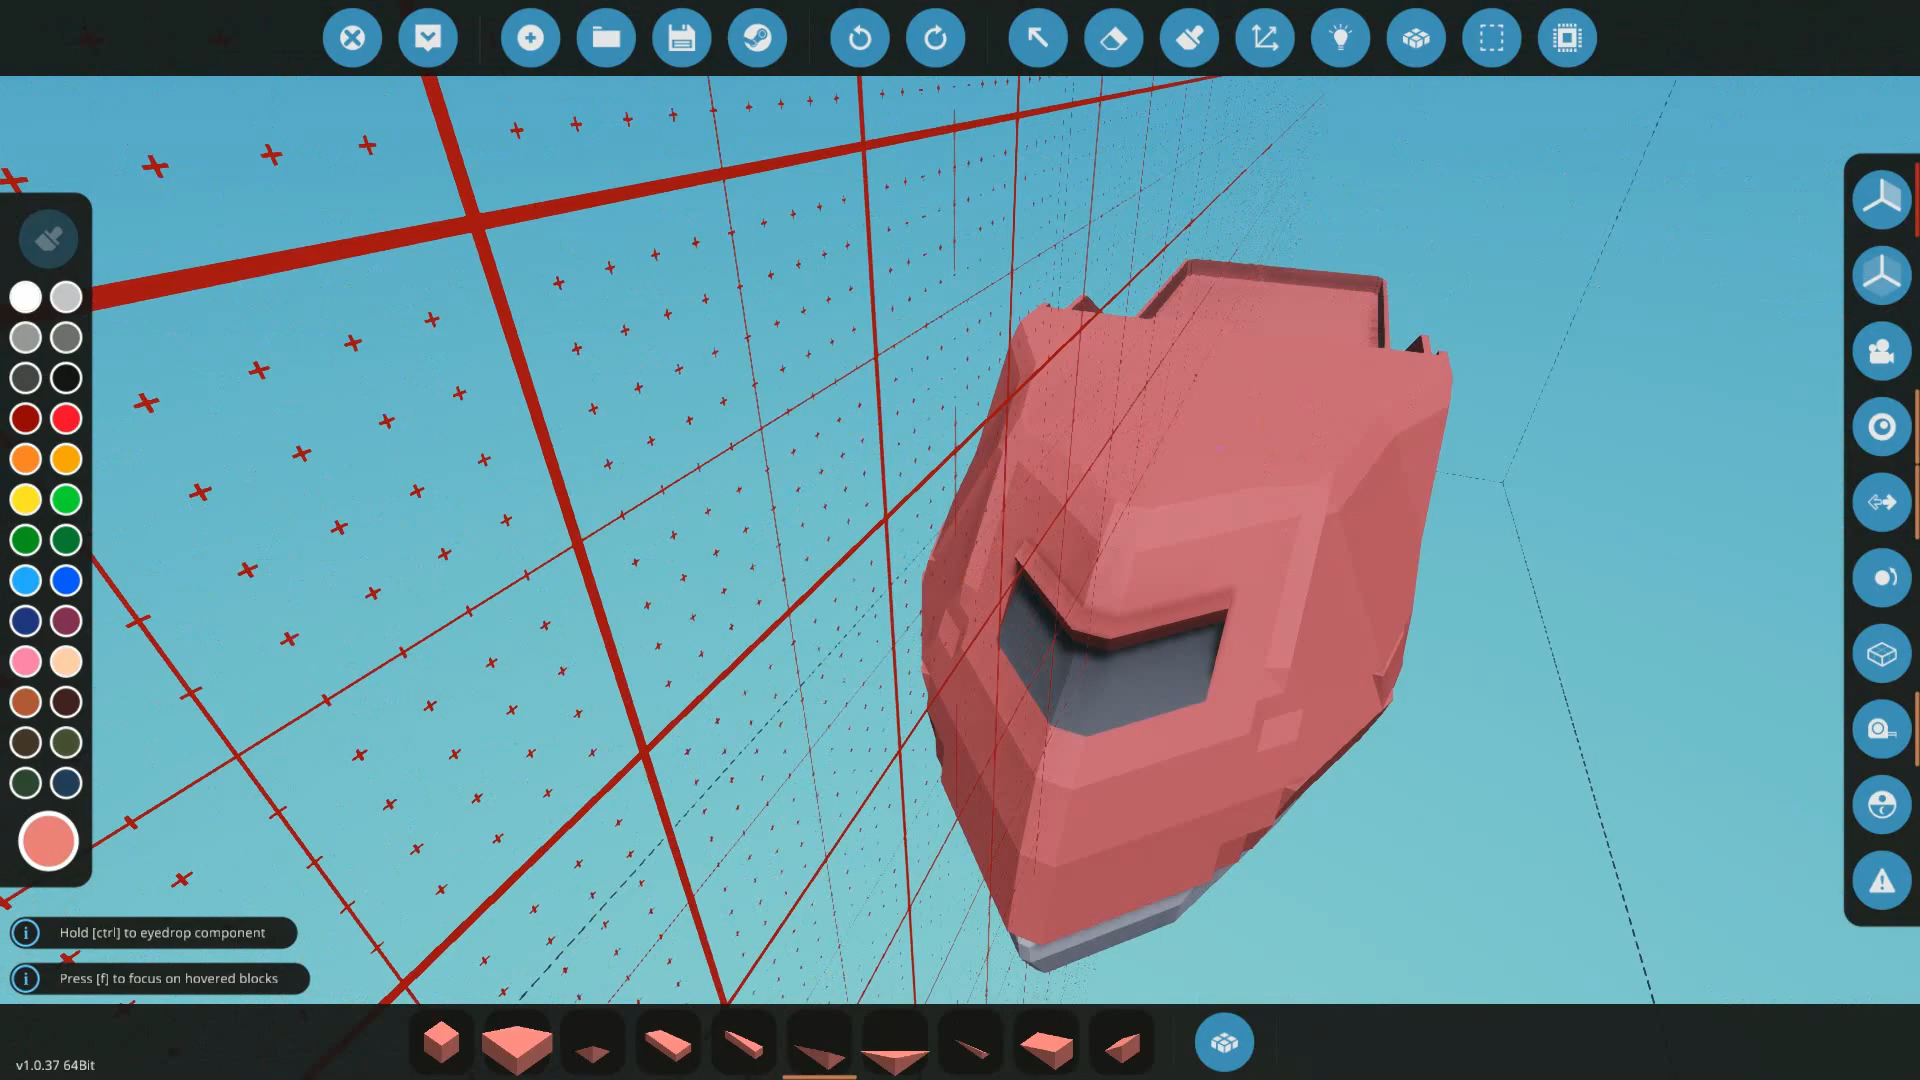 Hold [ctrl] to eyedrop component
Press [f] to focus on hovered blocks
v1.0.37 64Bit